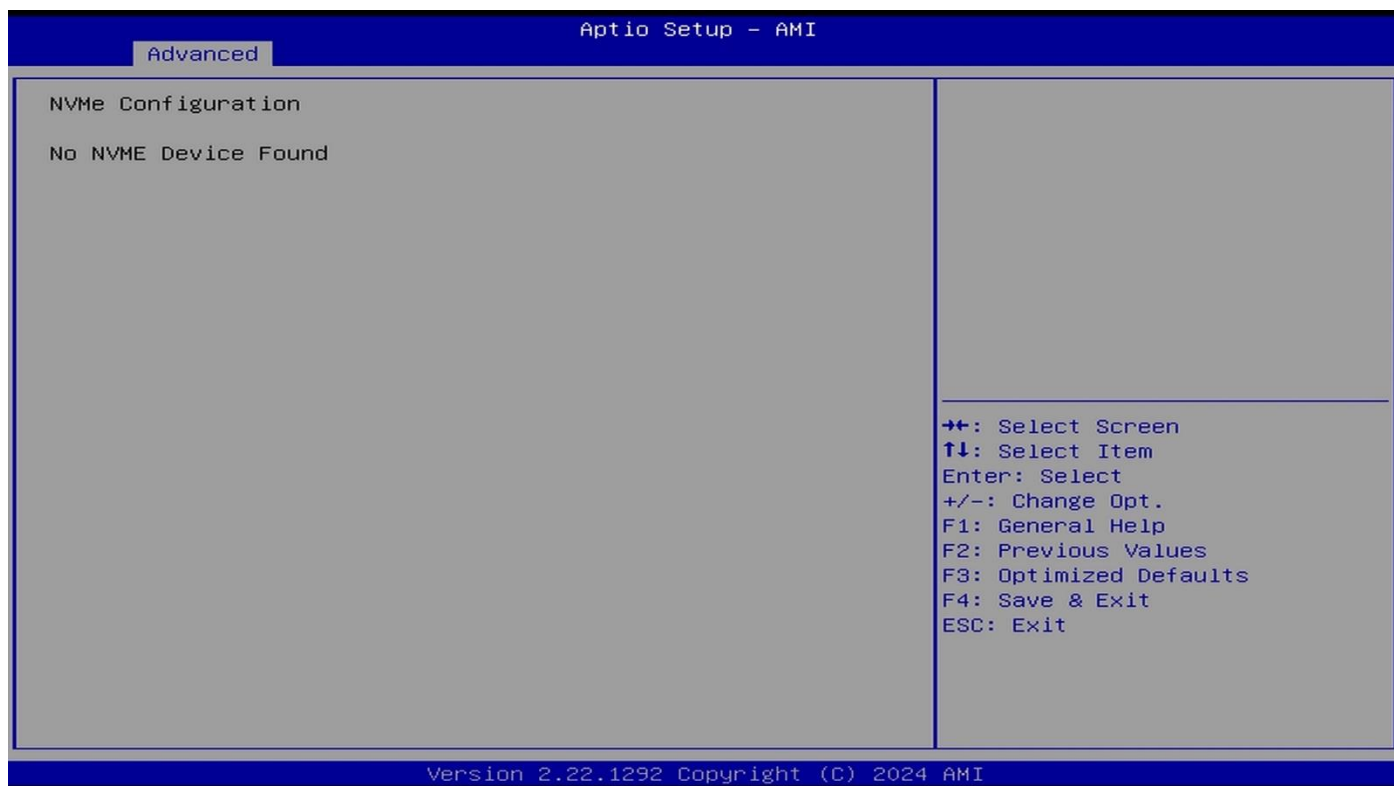 Aptio Setup – AMI
Advanced
NVMe Configuration
No NVME Device Found
→←: Select Screen
↑↓: Select Item
Enter: Select
+/-: Change Opt.
F1: General Help
F2: Previous Values
F3: Optimized Defaults
F4: Save & Exit
ESC: Exit
Version 2.22.1292 Copyright (C) 2024 AMI